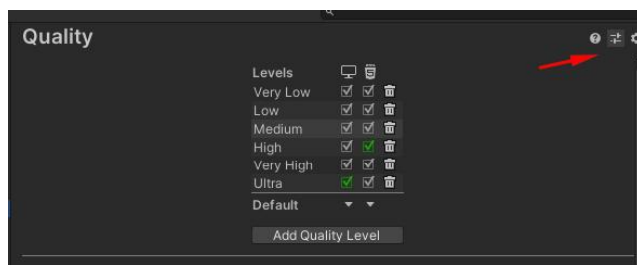 Quality
Levels
Very Low
Low
Medium
High
Very High
Ultra
Default
Add Quality Level